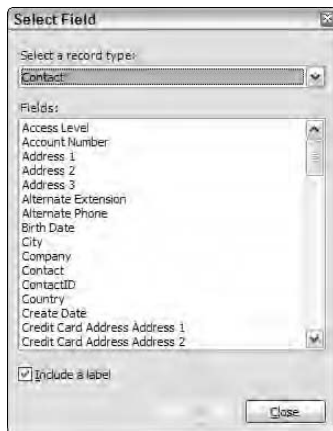 Select Field
Select a record type:
Contact
Fields:
Access Level
Account Number
Address 1
Address 2
Address 3
Alternate Extension
Alternate Phone
Birth Date
City
Company
Contact
ContactID
Country
Create Date
Credit Card Address Address 1
Credit Card Address Address 2
Include a label
Close